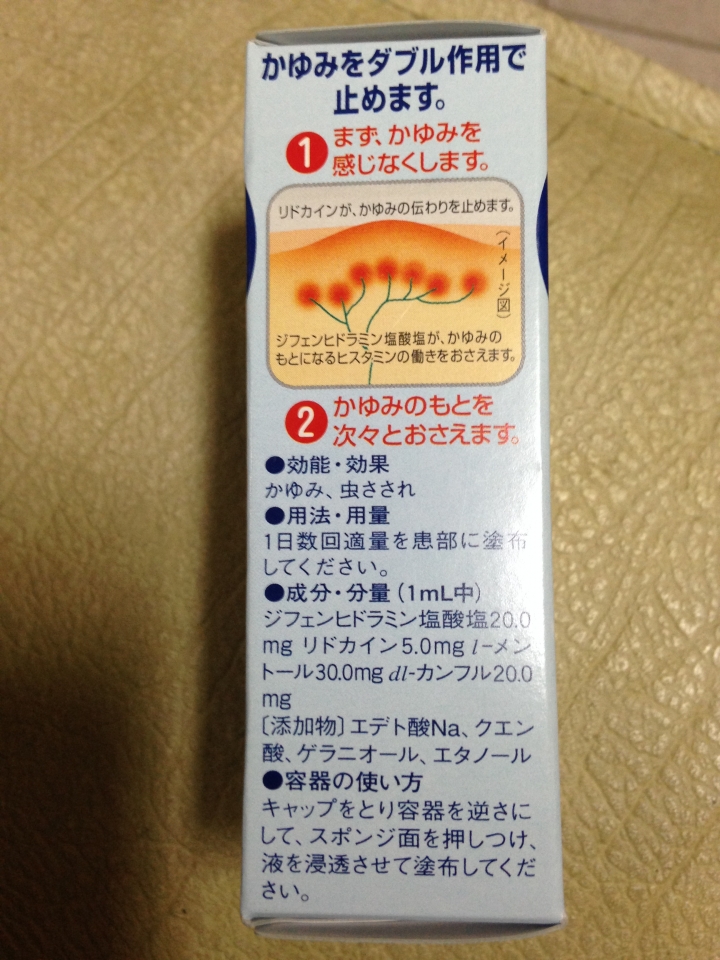 かゆみをダブル作用で
止めます。
1 まず、かゆみを
感じなくします。
リドカインが、かゆみの伝わりを止めます。
(イメージ図)
ジフェンヒドラミン塩酸塩が、かゆみの
もとになるヒスタミンの働きをおさえます。
2 かゆみのもとを
次々とおさえます。
●効能・効果
かゆみ、虫さされ
●用法・用量
1日数回適量を患部に塗布
してください。
●成分・分量(1mL中)
ジフェンヒドラミン塩酸塩20.0
mg リドカイン5.0mg l-メン
トール30.0mg dl-カンフル20.0
mg
〔添加物〕エデト酸Na、クエン
酸、ゲラニオール、エタノール
●容器の使い方
キャップをとり容器を逆さに
して、スポンジ面を押しつけ、
液を浸透させて塗布してくだ
さい。